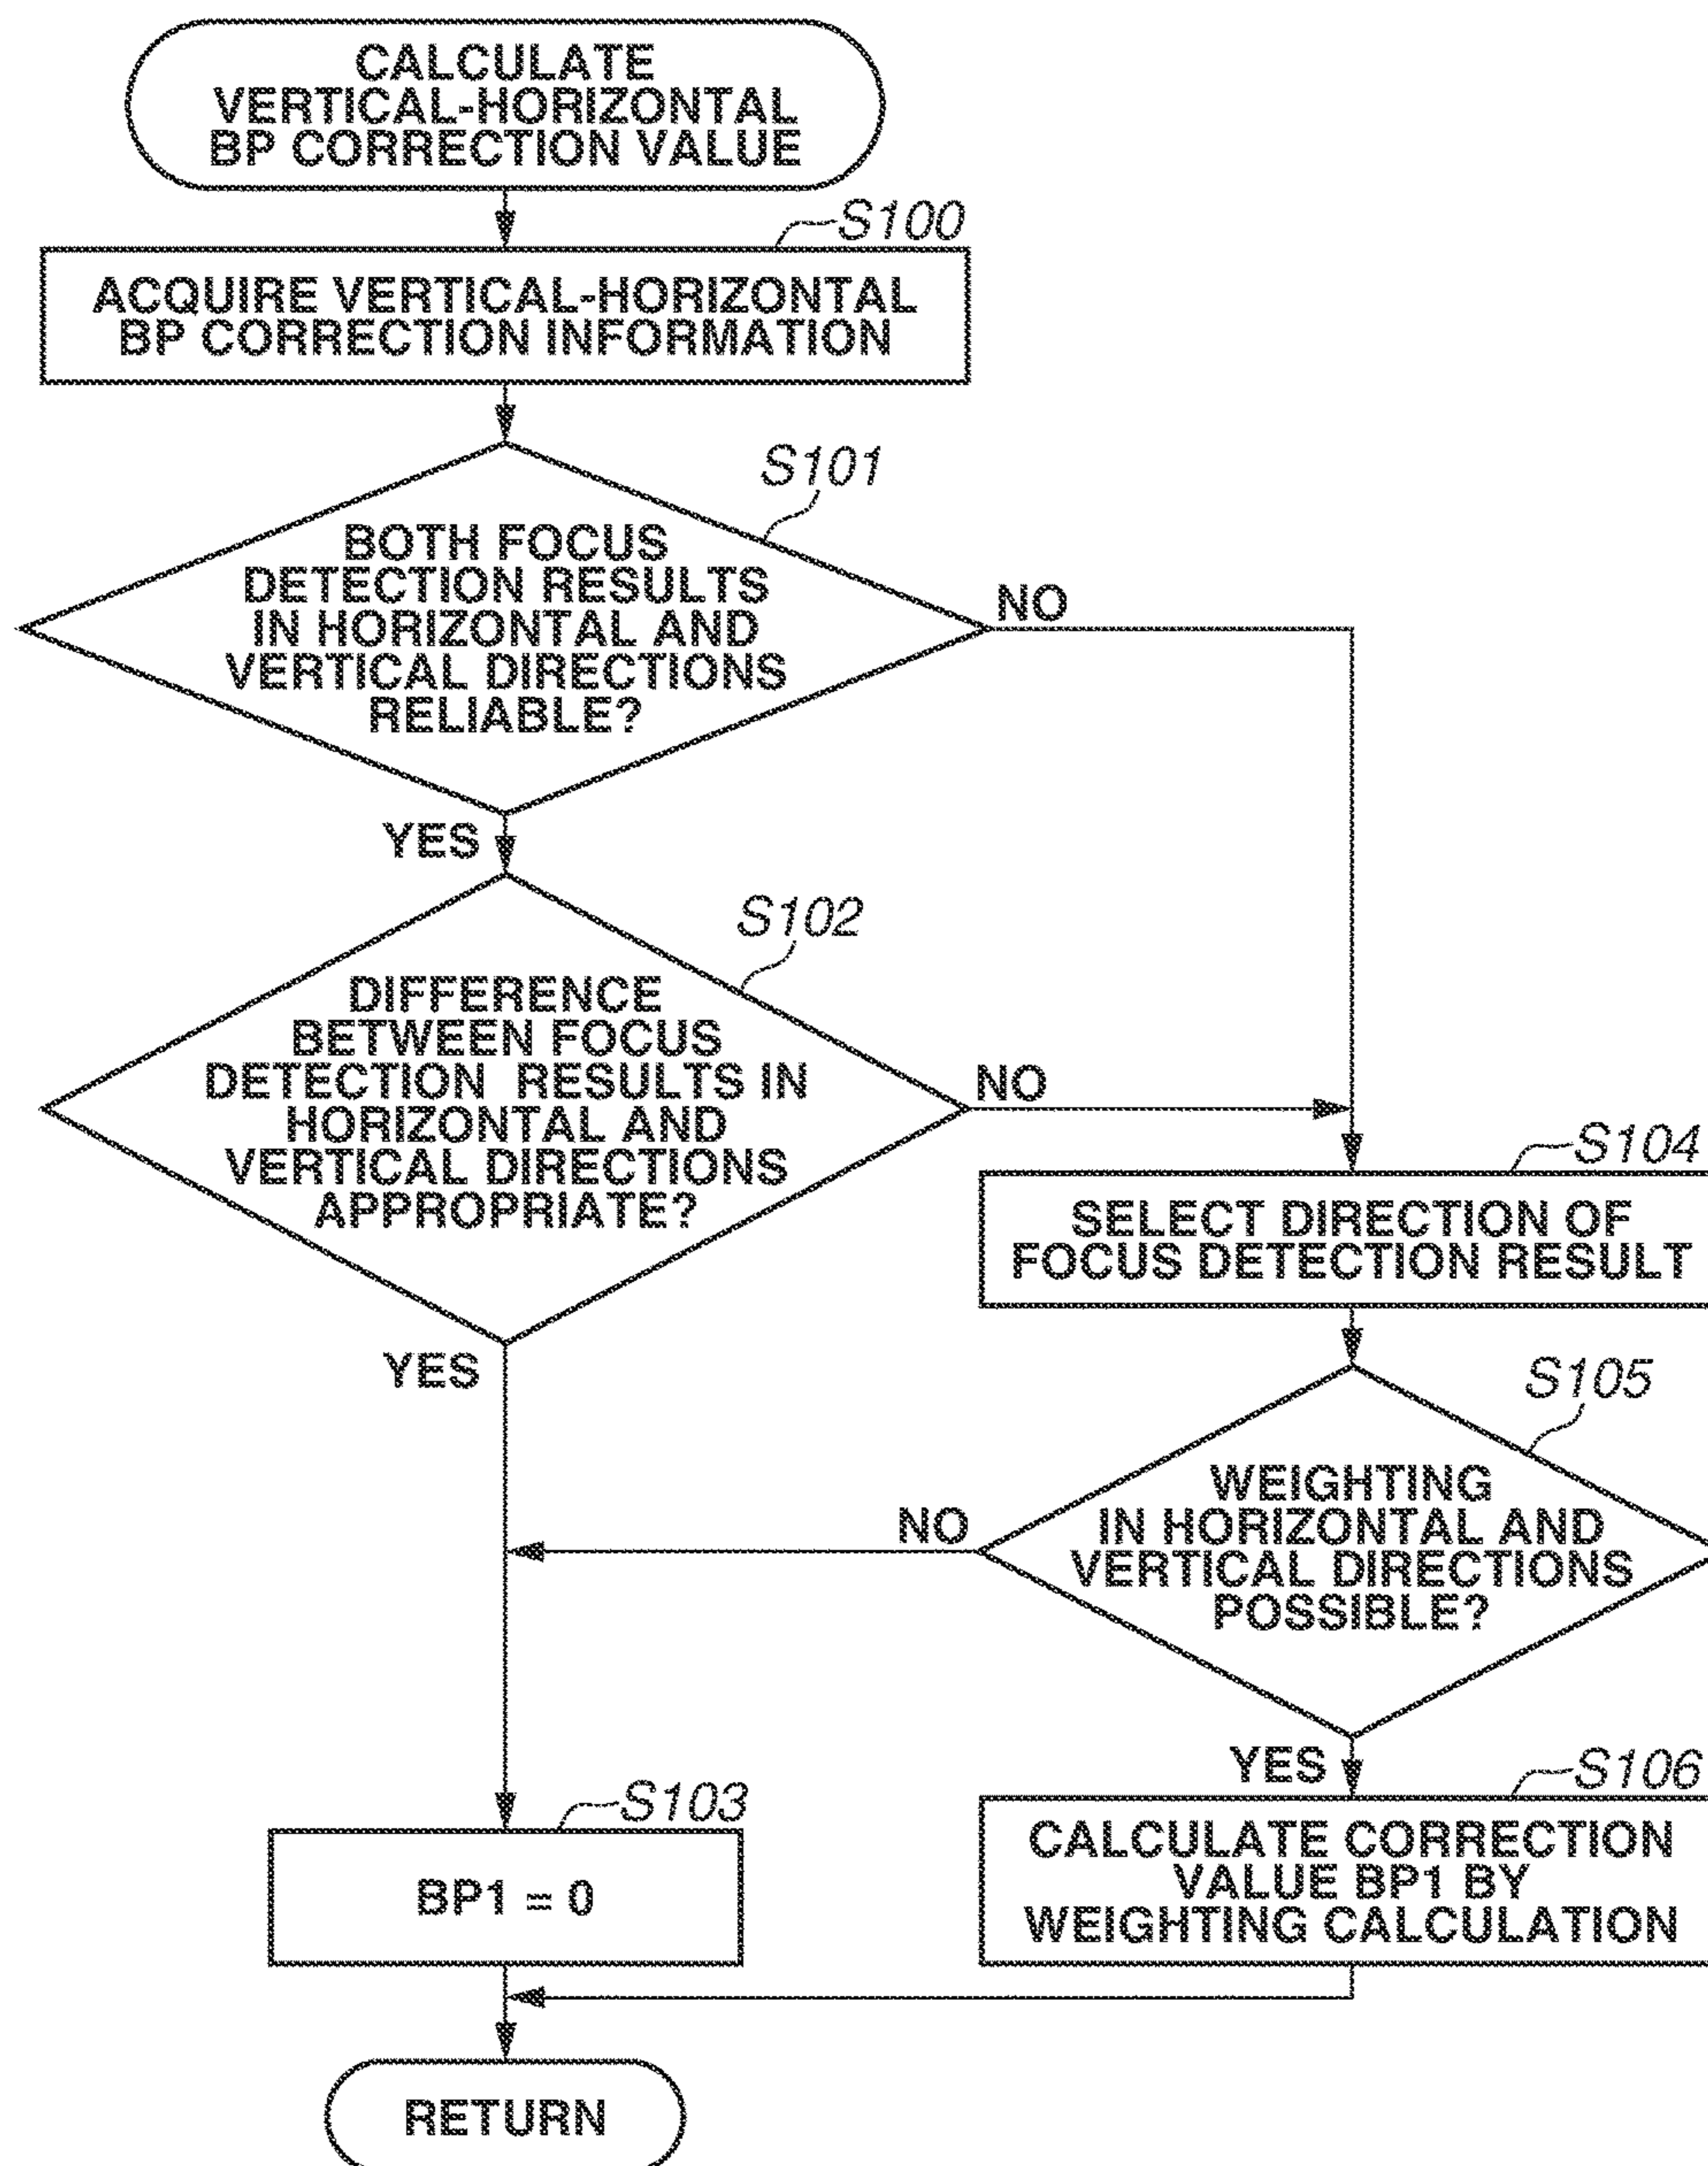 CALCULATE
VERTICAL-HORIZONTAL
BP CORRECTION VALUE
S100
ACQUIRE VERTICAL-HORIZONTAL
BP CORRECTION INFORMATION
S101
BOTH FOCUS
DETECTION RESULTS
IN HORIZONTAL AND
VERTICAL DIRECTIONS
RELIABLE?
NO
YES
S102
DIFFERENCE
BETWEEN FOCUS
DETECTION RESULTS IN
HORIZONTAL AND
VERTICAL DIRECTIONS
APPROPRIATE?
NO
YES
S104
SELECT DIRECTION OF
FOCUS DETECTION RESULT
S105
WEIGHTING
IN HORIZONTAL AND
VERTICAL DIRECTIONS
POSSIBLE?
NO
YES
S103
BP1 = 0
S106
CALCULATE CORRECTION
VALUE BP1 BY
WEIGHTING CALCULATION
RETURN